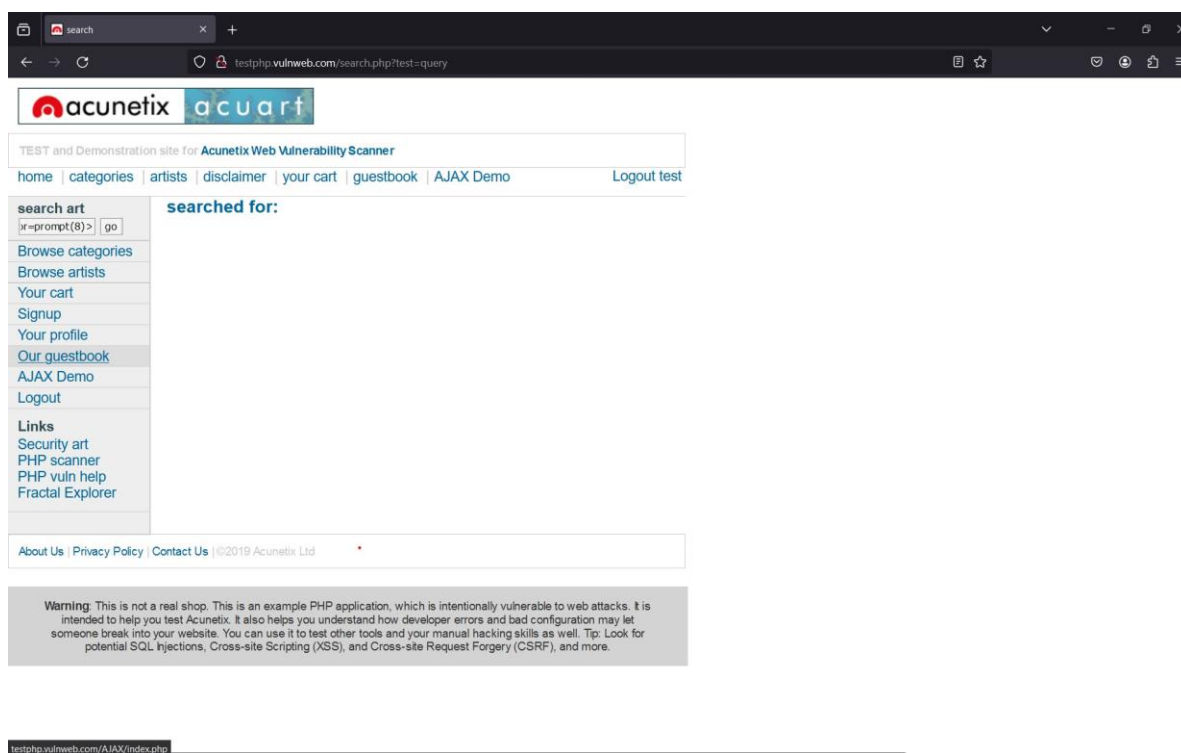 search
testphp.vulnweb.com/search.php?test=query
acunetix acuart
TEST and Demonstration site for Acunetix Web Vulnerability Scanner
home | categories | artists | disclaimer | your cart | guestbook | AJAX Demo Logout test
search art
r=prompt(8)> go
Browse categories
Browse artists
Your cart
Signup
Your profile
Our guestbook
AJAX Demo
Logout
Links
Security art
PHP scanner
PHP vuln help
Fractal Explorer
searched for:
About Us | Privacy Policy | Contact Us | ©2019 Acunetix Ltd
Warning: This is not a real shop. This is an example PHP application, which is intentionally vulnerable to web attacks. It is
intended to help you test Acunetix. It also helps you understand how developer errors and bad configuration may let
someone break into your website. You can use it to test other tools and your manual hacking skills as well. Tip: Look for
potential SQL Injections, Cross-site Scripting (XSS), and Cross-site Request Forgery (CSRF), and more.
testphp.vulnweb.com/AJAX/index.php